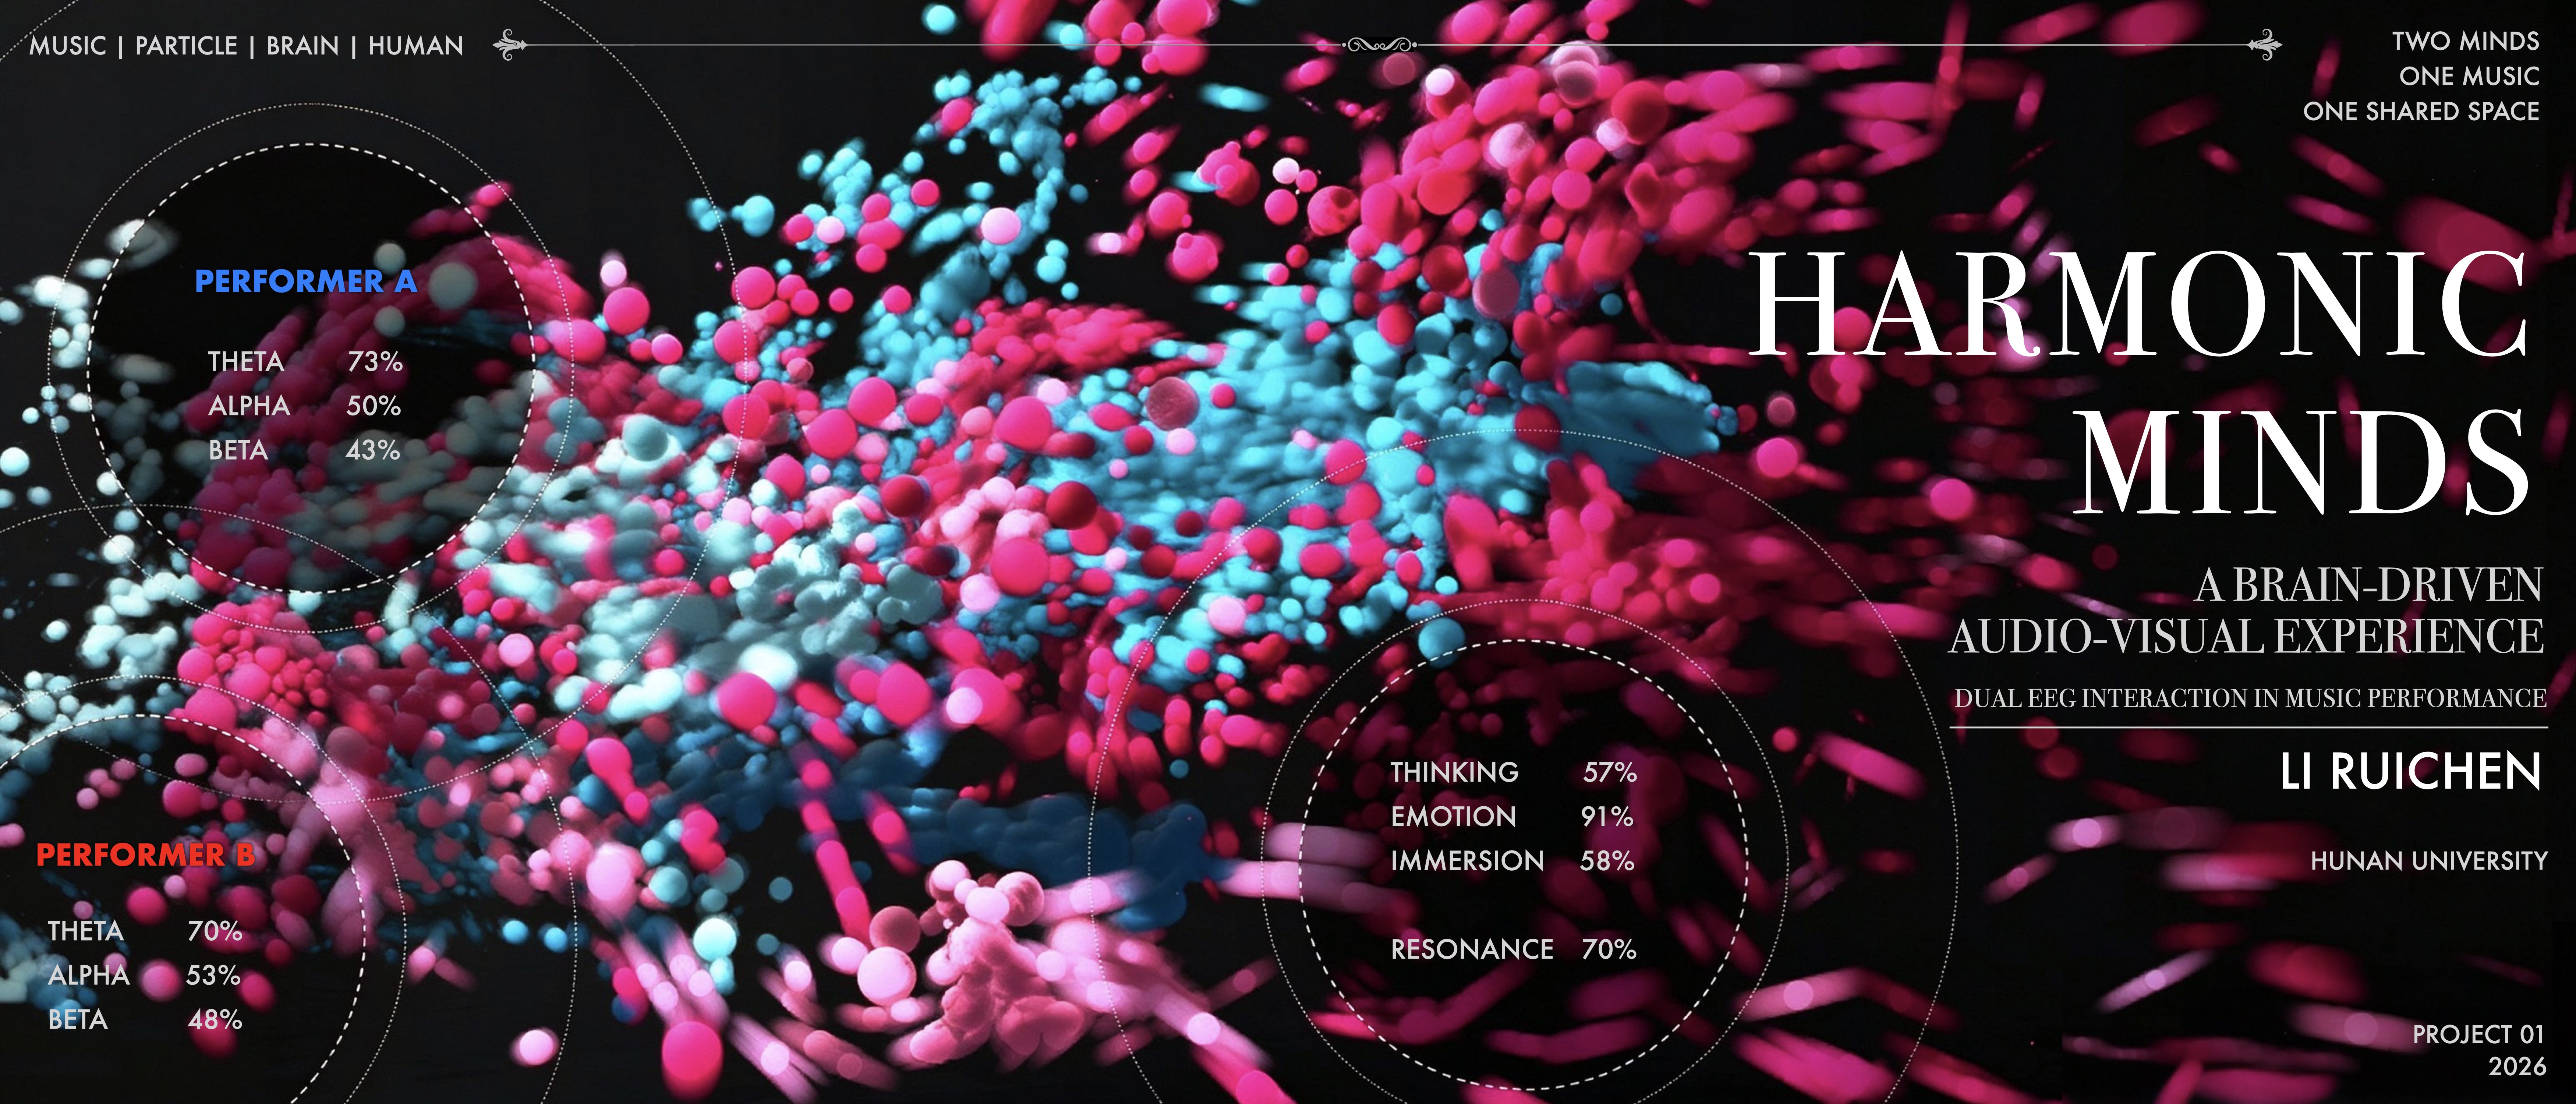 MUSIC | PARTICLE | BRAIN | HUMAN
TWO MINDS
ONE MUSIC
ONE SHARED SPACE
PERFORMER A
THETA 73%
ALPHA 50%
BETA 43%
HARMONIC
MINDS
A BRAIN-DRIVEN
AUDIO-VISUAL EXPERIENCE
DUAL EEG INTERACTION IN MUSIC PERFORMANCE
LI RUICHEN
HUNAN UNIVERSITY
PERFORMER B
THETA 70%
ALPHA 53%
BETA 48%
THINKING 57%
EMOTION 91%
IMMERSION 58%
RESONANCE 70%
PROJECT 01
2026